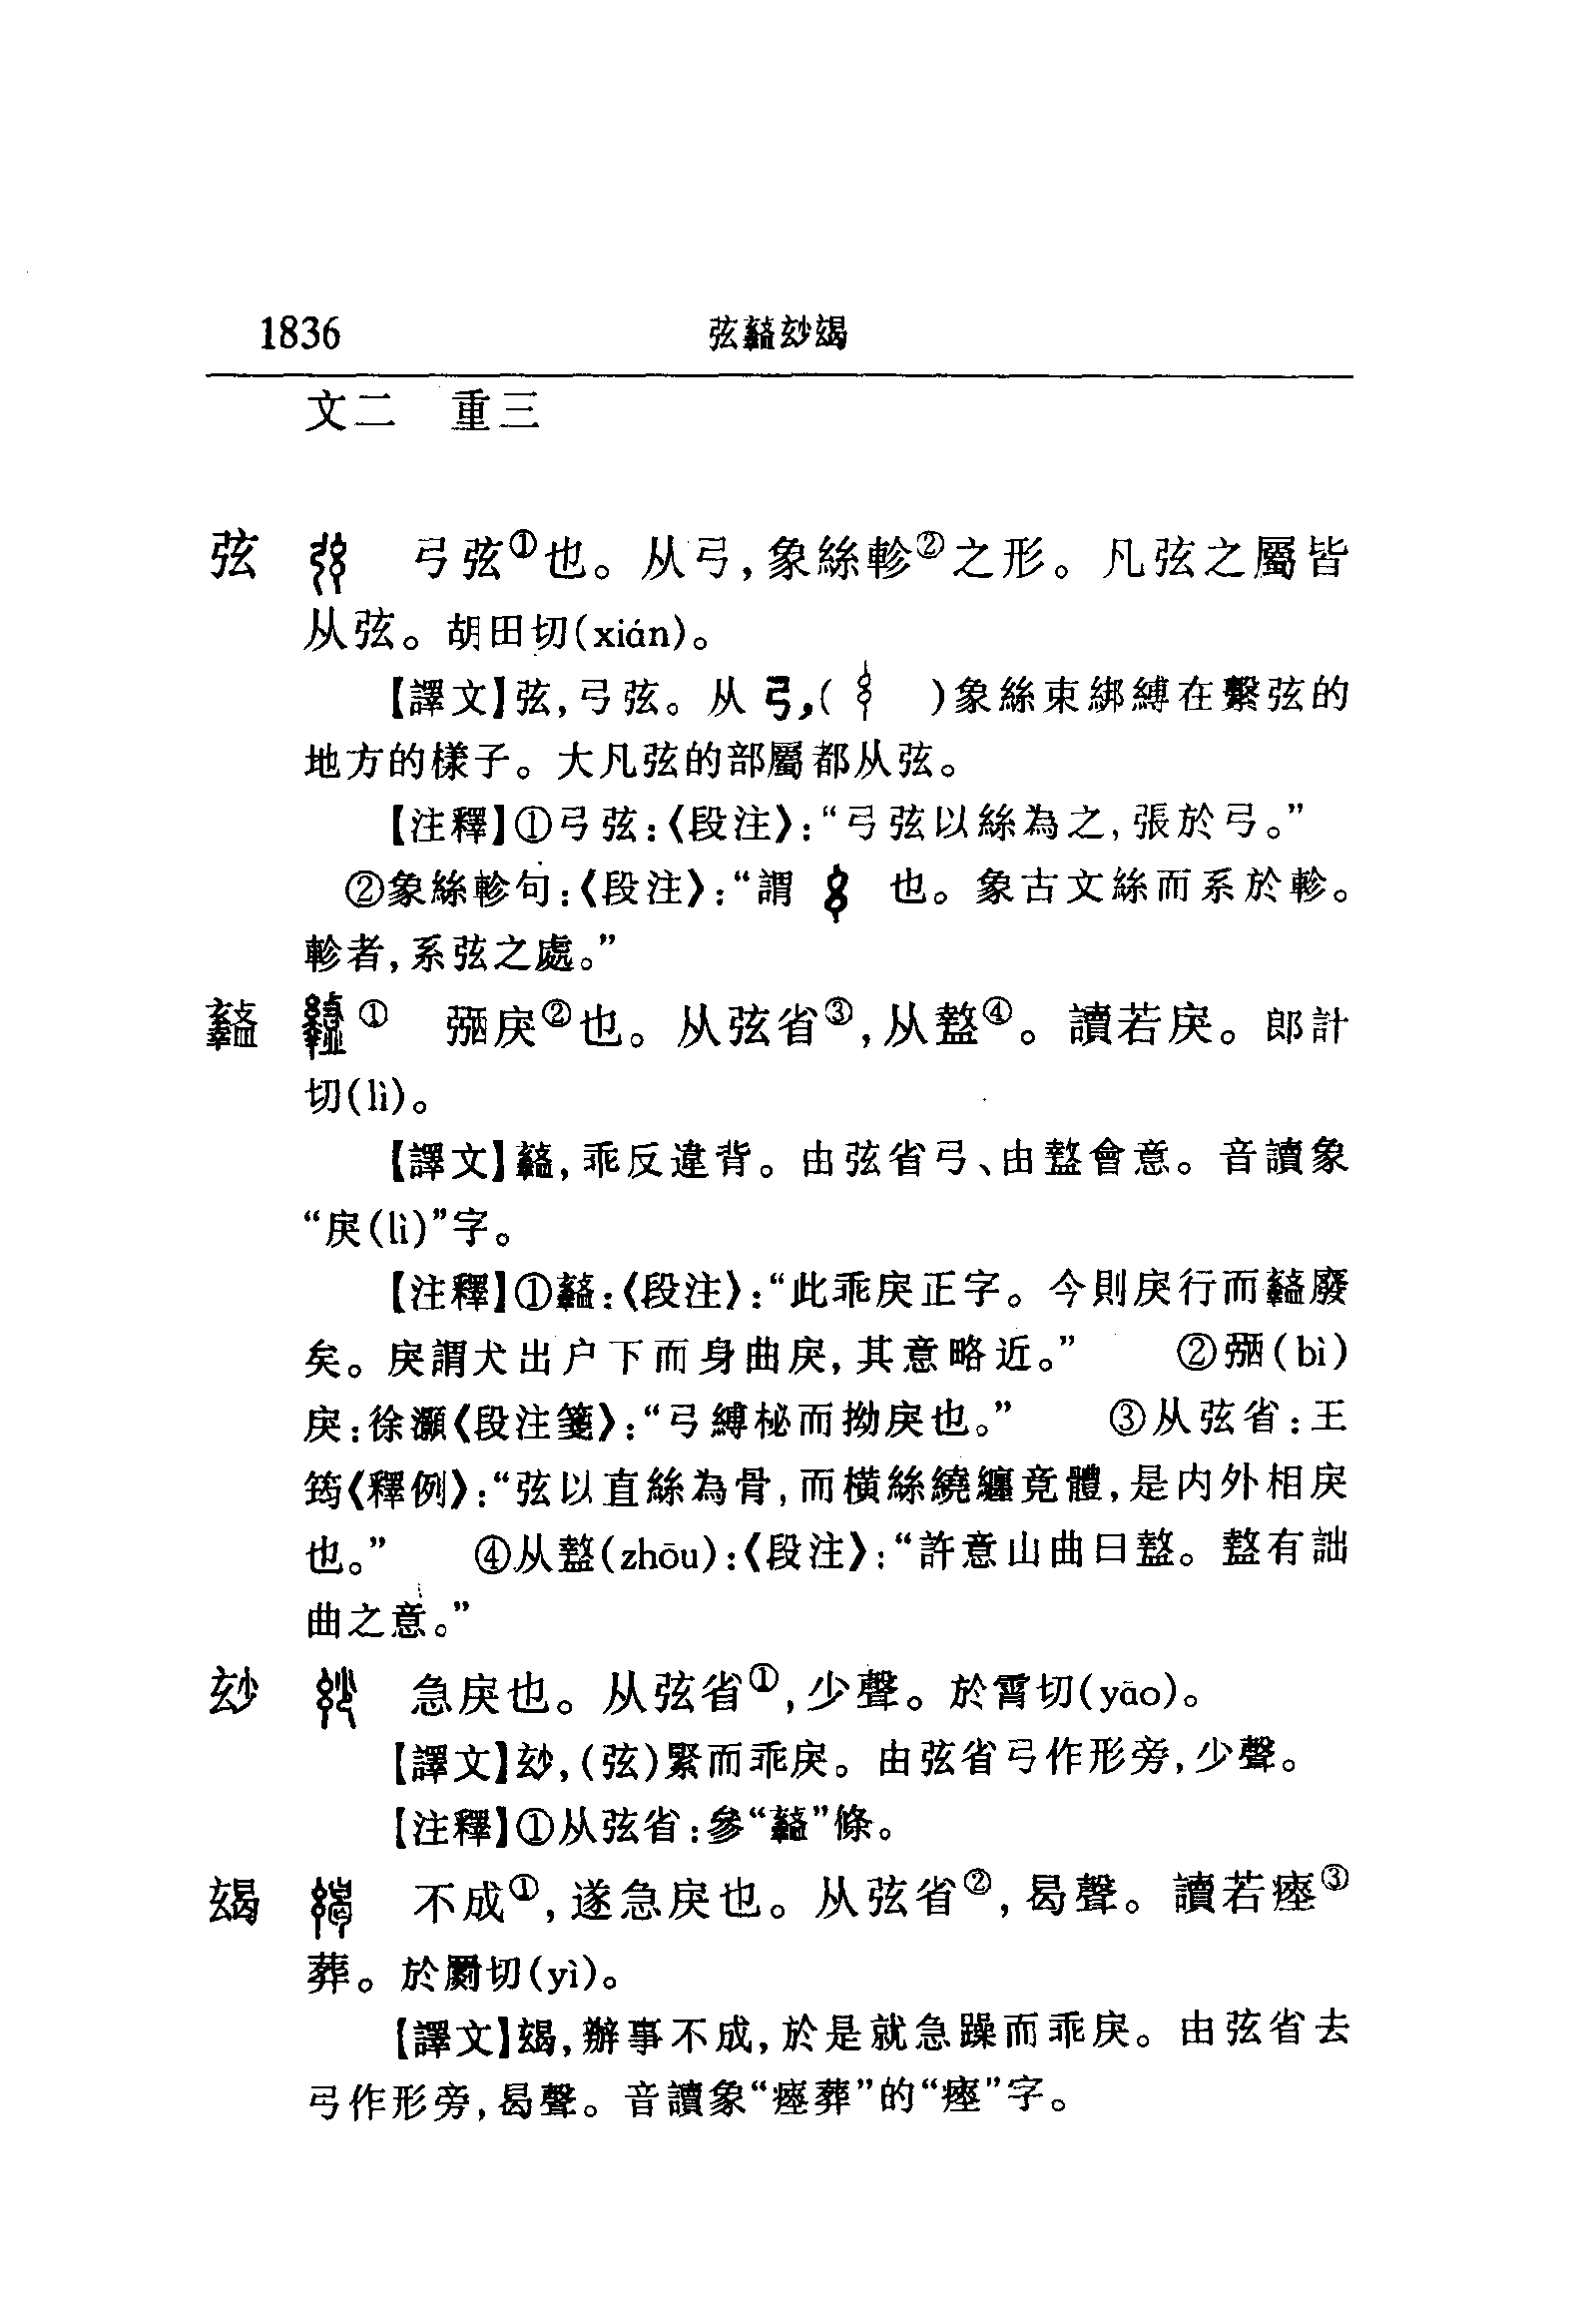 1836 弦盭玅竭
文二 重三
弦 弓弦①也。从弓,象絲軫②之形。凡弦之屬皆
从弦。胡田切(xián)。
【譯文】弦,弓弦。从弓,( )象絲束綁縛在繫弦的
地方的樣子。大凡弦的部屬都从弦。
【注釋】①弓弦:《段注》:“弓弦以絲為之,張於弓。”
②象絲軫句:《段注》:“謂 也。象古文絲而系於軫。
軫者,系弦之處。”
盭 ① 弼戾②也。从弦省③,从盩④。讀若戾。郎計
切(lì)。
【譯文】盭,乖反違背。由弦省弓、由盩會意。音讀象
“戾(lì)”字。
【注釋】①盭:《段注》:“此乖戾正字。今則戾行而盭廢
矣。戾謂犬出户下而身曲戾,其意略近。” ②弼(bì)
戾:徐灝《段注箋》:“弓縛柲而拗戾也。” ③从弦省:王
筠《釋例》:“弦以直絲為骨,而橫絲繞纏竟體,是内外相戾
也。” ④从盩(zhōu):《段注》:“許意山曲曰盩。盩有詘
曲之意。”
玅 急戾也。从弦省①,少聲。於霄切(yāo)。
【譯文】玅,(弦)緊而乖戾。由弦省弓作形旁,少聲。
【注釋】①从弦省:參“盭”條。
不成①,遂急戾也。从弦省②,曷聲。讀若瘞③
葬。於罽切(yì)。
【譯文】,辦事不成,於是就急躁而乖戾。由弦省去
弓作形旁,曷聲。音讀象“瘞葬”的“瘞”字。